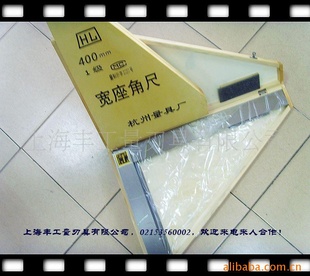 HL
400mm
1级 MC
宽座角尺
杭州量具厂
上海丰工量刃具有限公司
上海丰工量刃具有限公司，02153560002，欢迎来电来人合作！
alibaba.com.cn